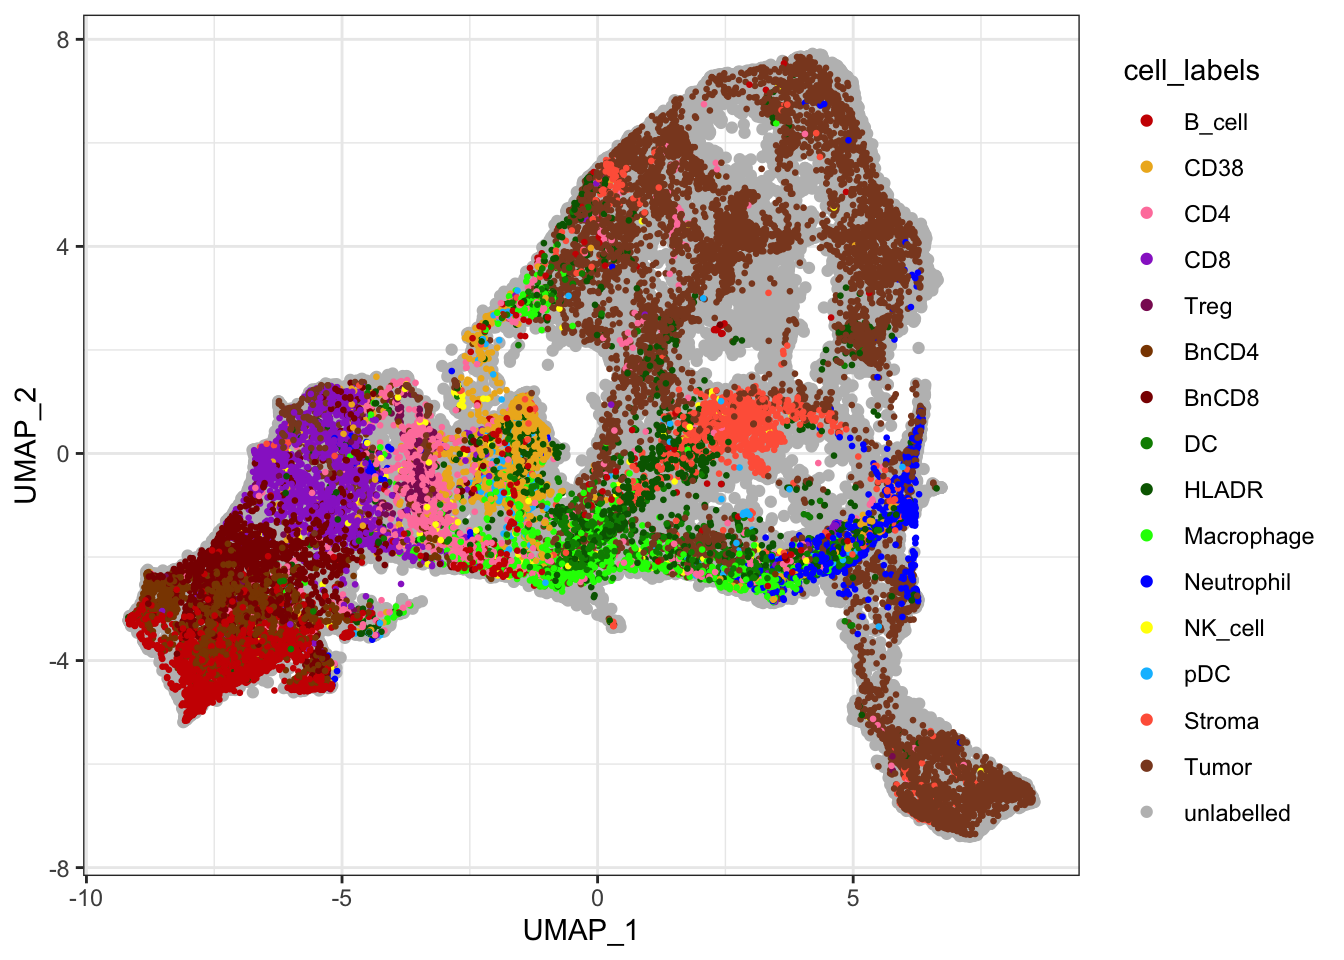 8
4
0
-4
-8
-10
-5
0
5
UMAP_2
UMAP_1
cell_labels
B_cell
CD38
CD4
CD8
Treg
BnCD4
BnCD8
DC
HLADR
Macrophage
Neutrophil
NK_cell
pDC
Stroma
Tumor
unlabelled